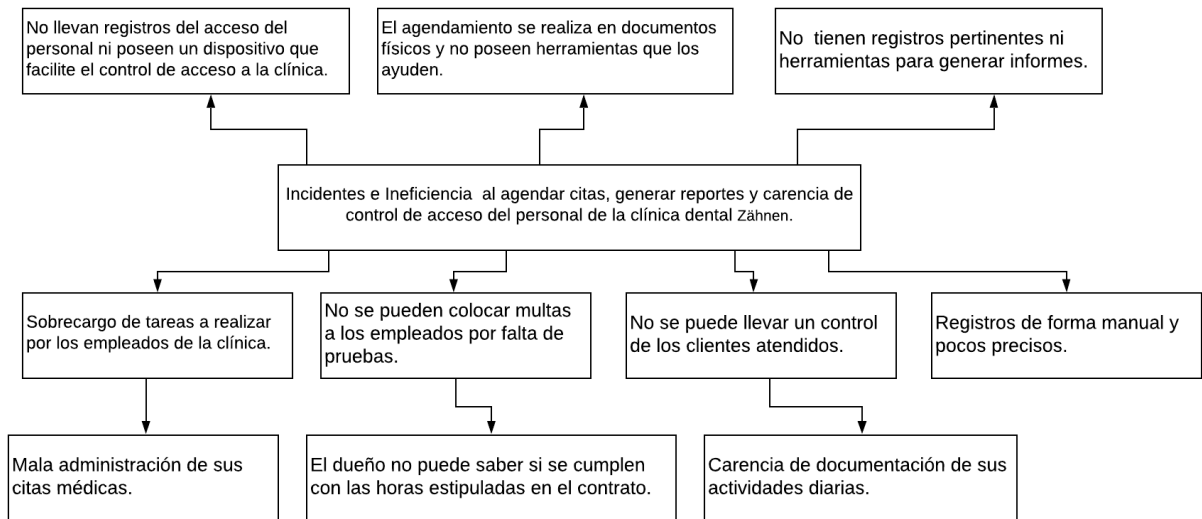 No llevan registros del acceso del
personal ni poseen un dispositivo que
facilite el control de acceso a la clínica.
El agendamiento se realiza en documentos
físicos y no poseen herramientas que los
ayuden.
No tienen registros pertinentes ni
herramientas para generar informes.
Incidentes e Ineficiencia al agendar citas, generar reportes y carencia de
control de acceso del personal de la clínica dental Zähnen.
Sobrecargo de tareas a realizar
por los empleados de la clínica.
No se pueden colocar multas
a los empleados por falta de
pruebas.
No se puede llevar un control
de los clientes atendidos.
Registros de forma manual y
pocos precisos.
Mala administración de sus
citas médicas.
El dueño no puede saber si se cumplen
con las horas estipuladas en el contrato.
Carencia de documentación de sus
actividades diarias.